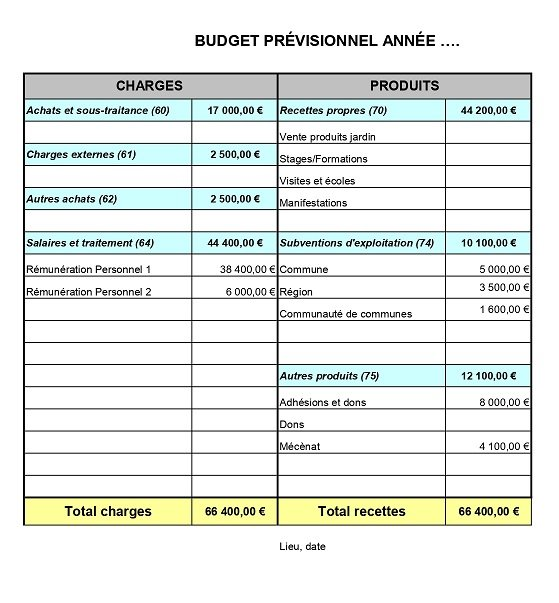 BUDGET PRÉVISIONNEL ANNÉE ….
CHARGES PRODUITS
Achats et sous-traitance (60) 17 000,00 € Recettes propres (70) 44 200,00 €
Vente produits jardin
Charges externes (61) 2 500,00 € Stages/Formations
Visites et écoles
Autres achats (62) 2 500,00 € Manifestations
Salaires et traitement (64) 44 400,00 € Subventions d'exploitation (74) 10 100,00 €
Rémunération Personnel 1 38 400,00 € Commune 5 000,00 €
Rémunération Personnel 2 6 000,00 € Région 3 500,00 €
Communauté de communes 1 600,00 €
Autres produits (75) 12 100,00 €
Adhésions et dons 8 000,00 €
Dons
Mécènat 4 100,00 €
Total charges 66 400,00 € Total recettes 66 400,00 €
Lieu, date